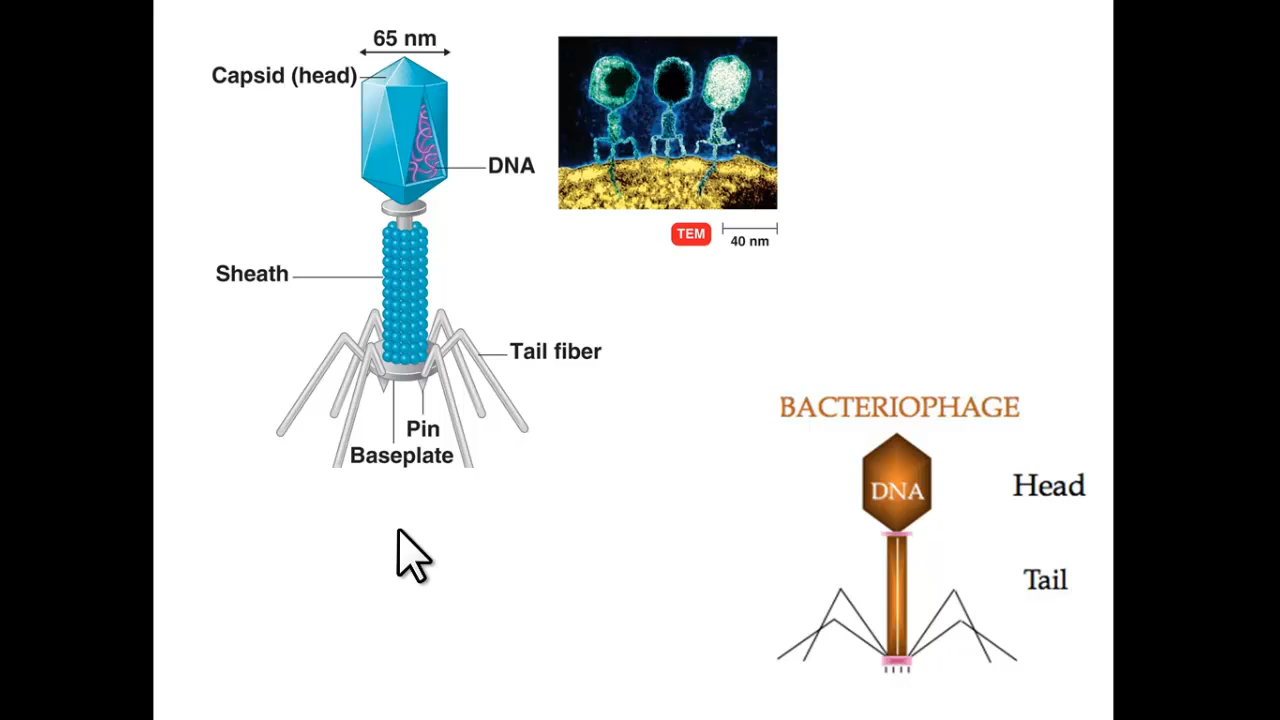 65 nm
Capsid (head)
DNA
Sheath
Tail fiber
Pin
Baseplate
TEM
40 nm
BACTERIOPHAGE
DNA
Head
Tail